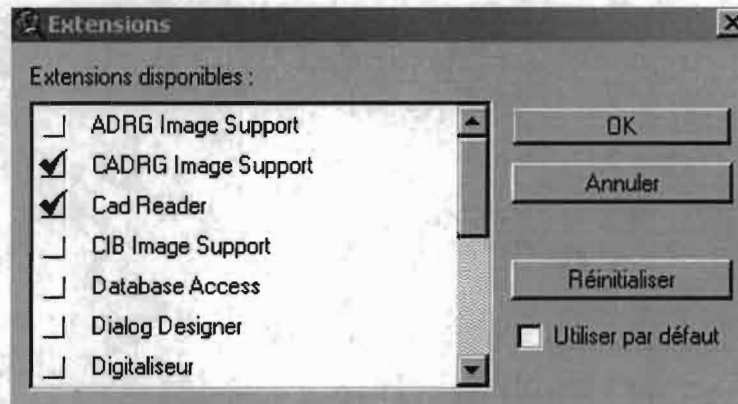 Extensions
Extensions disponibles :
ADRG Image Support
CADRG Image Support
Cad Reader
CIB Image Support
Database Access
Dialog Designer
Digitaliseur
OK
Annuler
Réinitialiser
Utiliser par défaut